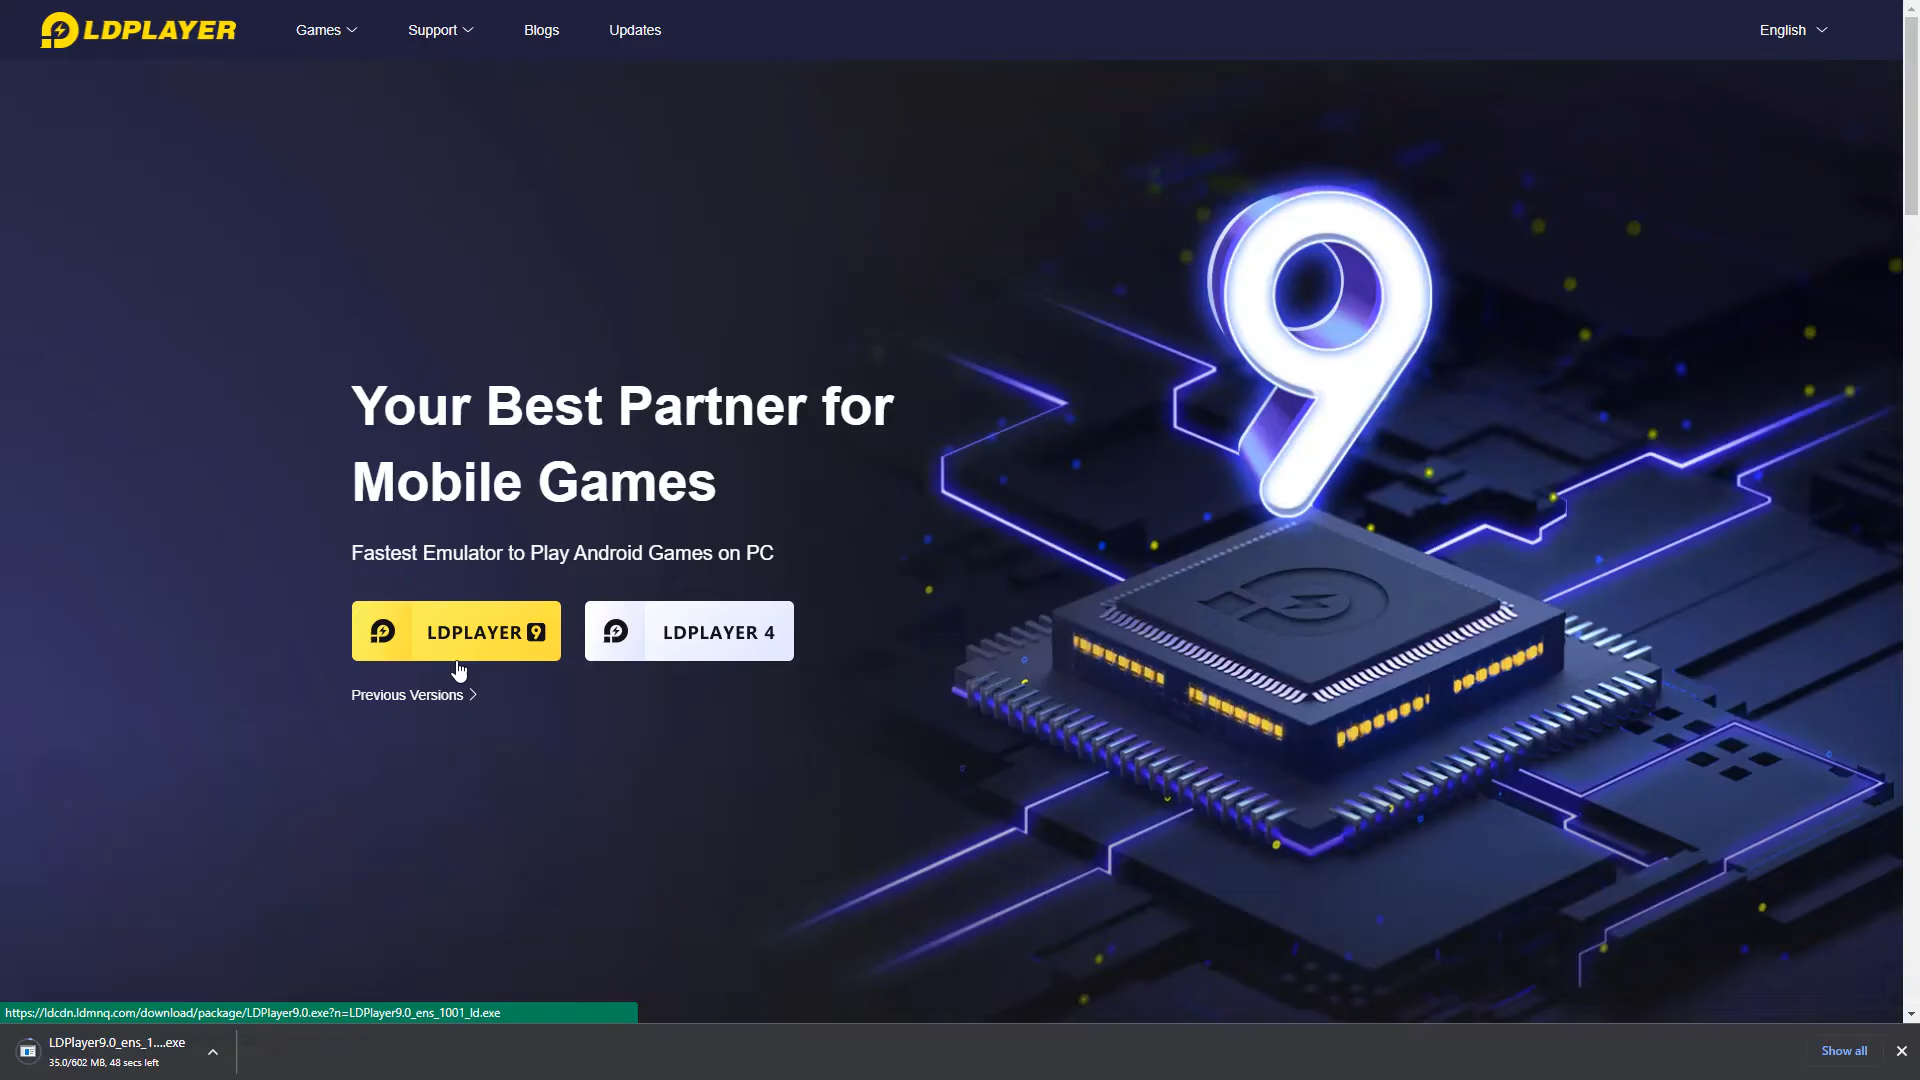 LDPLAYER
Games
Support
Blogs
Updates
English
9
Your Best Partner for
Mobile Games
Fastest Emulator to Play Android Games on PC
LDPLAYER 9
LDPLAYER 4
Previous Versions
https://ldcdn.ldmnq.com/download/package/LDPlayer9.0.exe?n=LDPlayer9.0_ens_1001_ld.exe
LDPlayer9.0_ens_1....exe
35.0/602 MB, 48 secs left
Show all